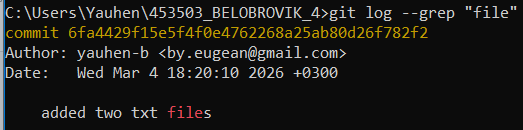 C:\Users\Yauhen\453503_BELOBROVIK_4>git log --grep "file"
commit 6fa4429f15e5f4f0e4762268a25ab80d26f782f2
Author: yauhen-b <by.eugean@gmail.com>
Date:   Wed Mar 4 18:20:10 2026 +0300
    added two txt files